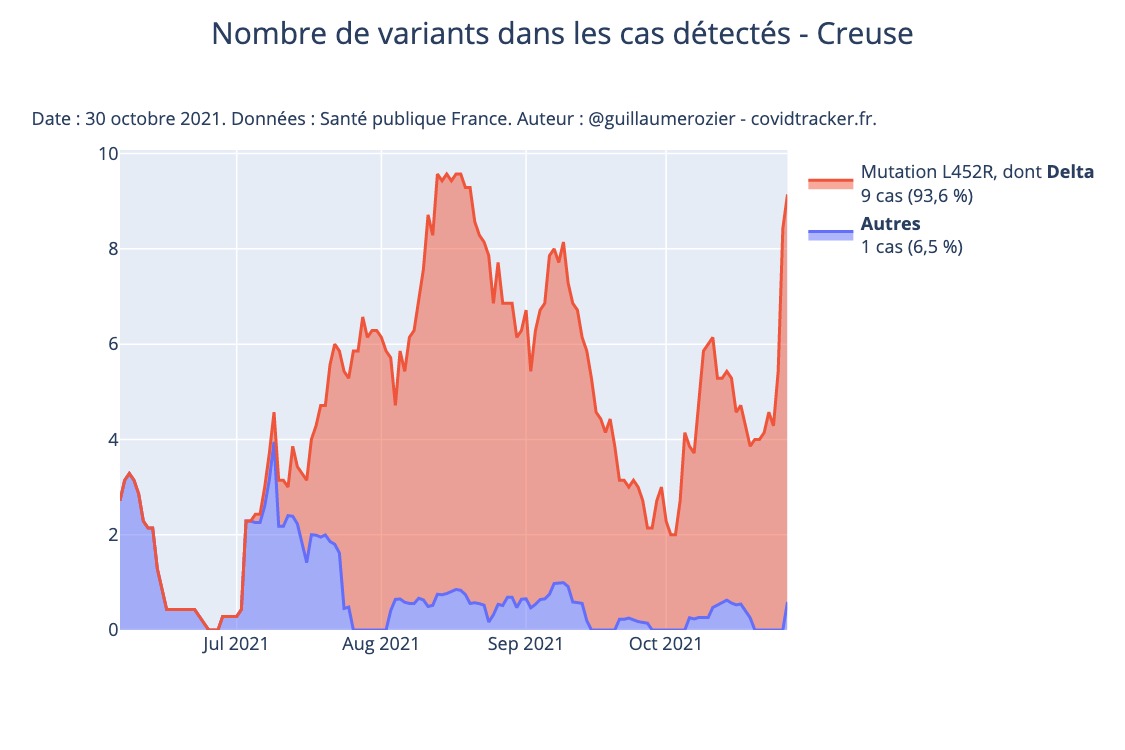 Nombre de variants dans les cas détectés - Creuse
Date : 30 octobre 2021. Données : Santé publique France. Auteur : @guillaumerozier - covidtracker.fr.
10
8
6
4
2
0
Jul 2021
Aug 2021
Sep 2021
Oct 2021
Mutation L452R, dont Delta
9 cas (93,6 %)
Autres
1 cas (6,5 %)